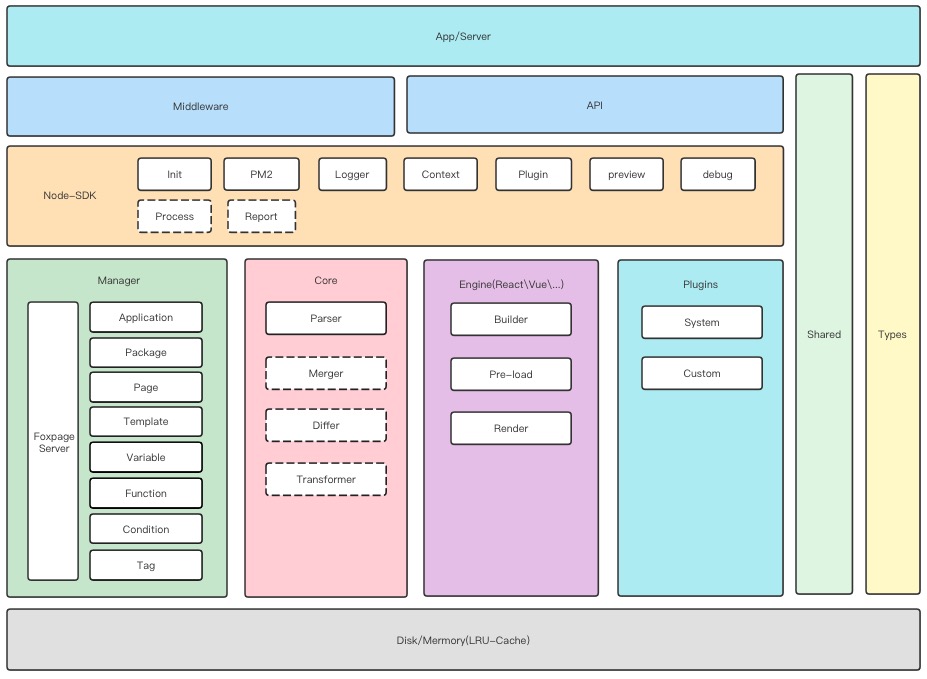 App/Server
Middleware
API
Node-SDK
Init
PM2
Logger
Context
Plugin
preview
debug
Process
Report
Manager
Foxpage
Server
Application
Package
Page
Template
Variable
Function
Condition
Tag
Core
Parser
Merger
Differ
Transformer
Engine(React\Vue\...)
Builder
Pre-load
Render
Plugins
System
Custom
Shared
Types
Disk/Mermory(LRU-Cache)